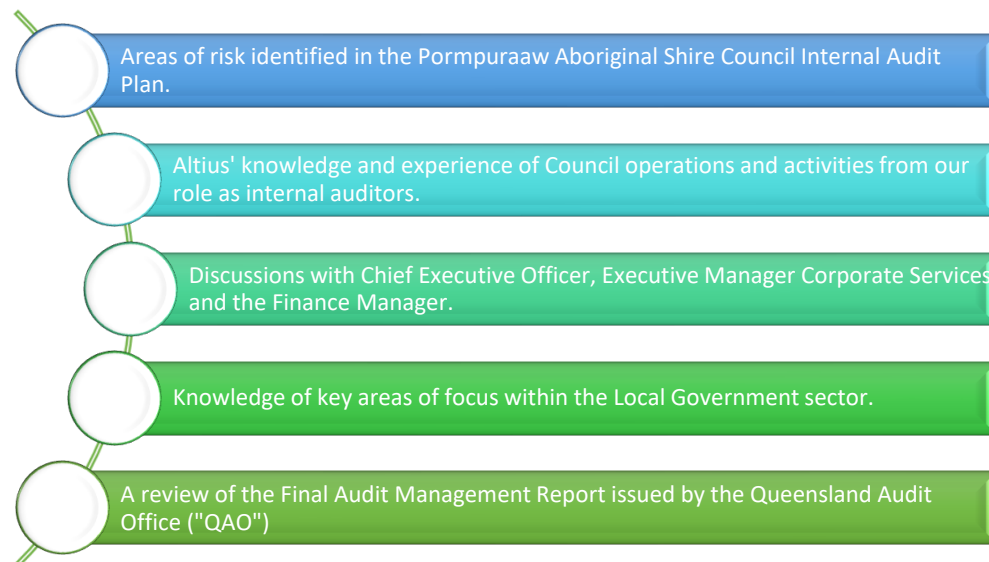 Areas of risk identified in the Pormpuraaw Aboriginal Shire Council Internal Audit
Plan.
Altius' knowledge and experience of Council operations and activities from our
role as internal auditors.
Discussions with Chief Executive Officer, Executive Manager Corporate Services
and the Finance Manager.
Knowledge of key areas of focus within the Local Government sector.
A review of the Final Audit Management Report issued by the Queensland Audit
Office ("QAO")